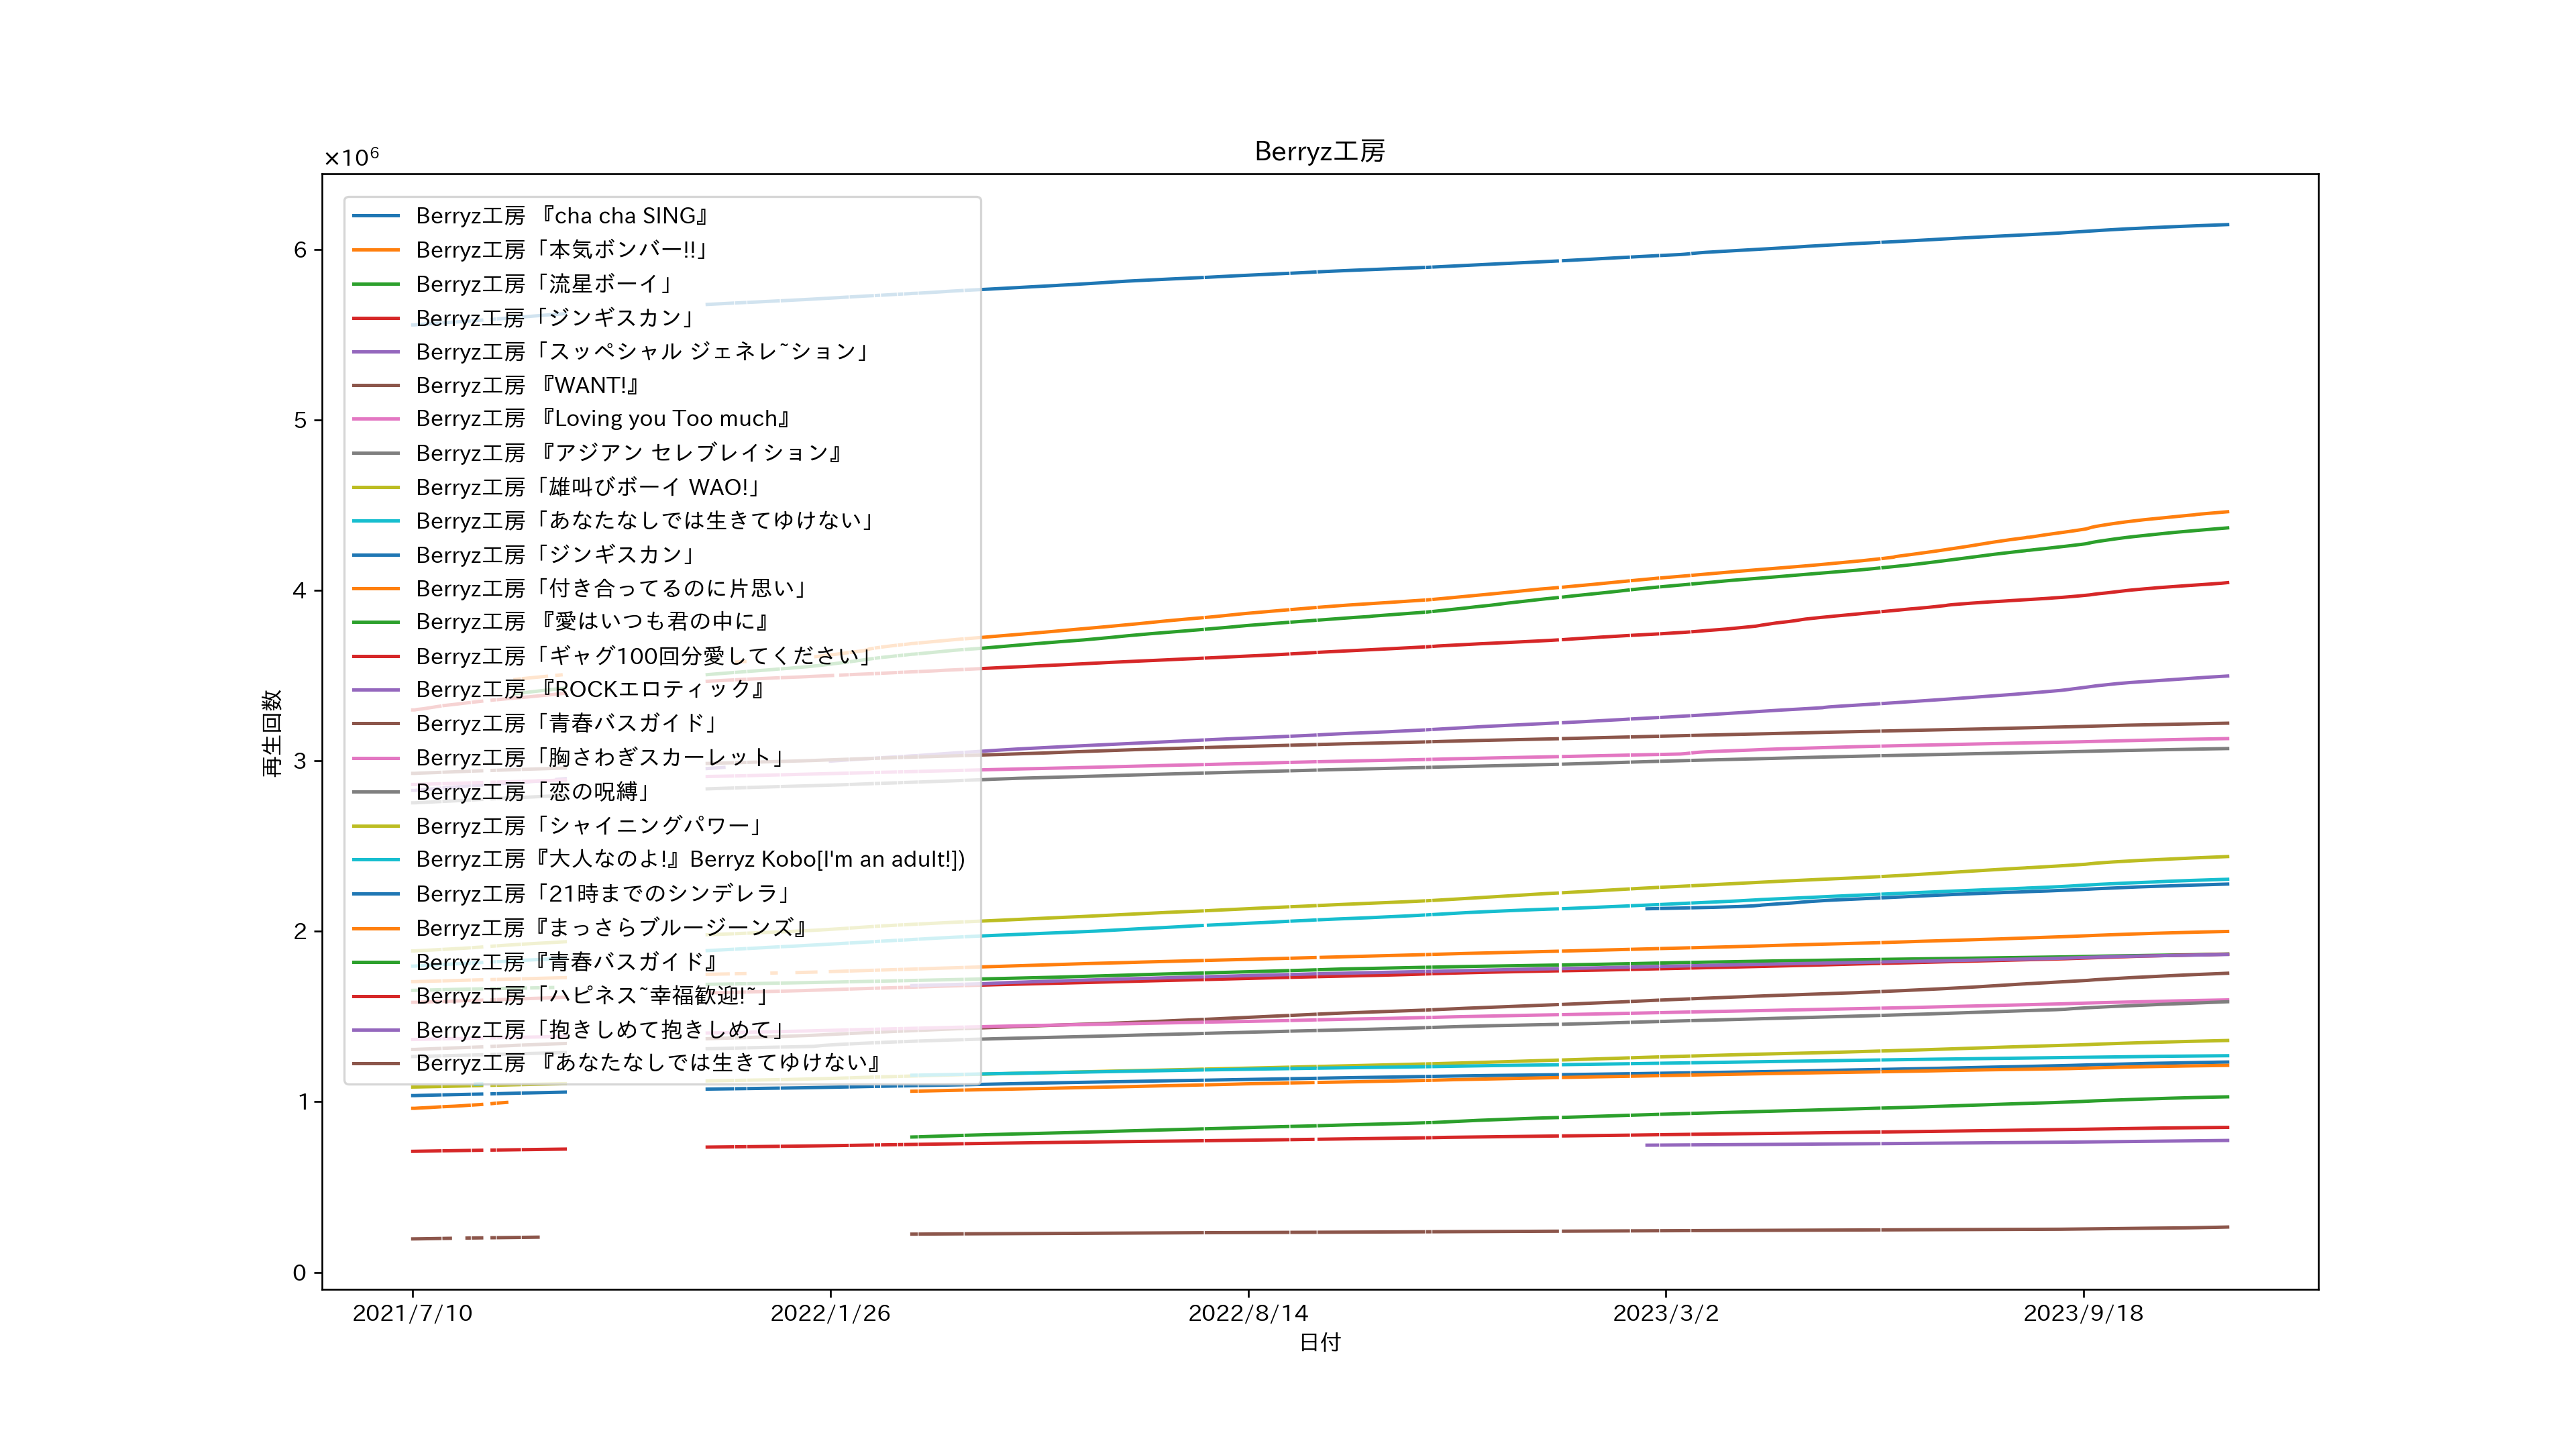 Berryz工房
×10⁶
Berryz工房 『cha cha SING』
Berryz工房「本気ボンバー!!」
Berryz工房「流星ボーイ」
Berryz工房「ジンギスカン」
Berryz工房「スッペシャル ジェネレ~ション」
Berryz工房 『WANT!』
Berryz工房 『Loving you Too much』
Berryz工房 『アジアン セレブレイション』
Berryz工房「雄叫びボーイ WAO!」
Berryz工房「あなたなしでは生きてゆけない」
Berryz工房「ジンギスカン」
Berryz工房「付き合ってるのに片思い」
Berryz工房 『愛はいつも君の中に』
Berryz工房「ギャグ100回分愛してください」
Berryz工房 『ROCKエロティック』
Berryz工房「青春バスガイド」
Berryz工房「胸さわぎスカーレット」
Berryz工房「恋の呪縛」
Berryz工房「シャイニングパワー」
Berryz工房『大人なのよ!』Berryz Kobo[I'm an adult!])
Berryz工房「21時までのシンデレラ」
Berryz工房『まっさらブルージーンズ』
Berryz工房『青春バスガイド』
Berryz工房「ハピネス~幸福歓迎!~」
Berryz工房「抱きしめて抱きしめて」
Berryz工房 『あなたなしでは生きてゆけない』
6
5
4
3
2
1
0
再生回数
2021/7/10
2022/1/26
2022/8/14
2023/3/2
2023/9/18
日付